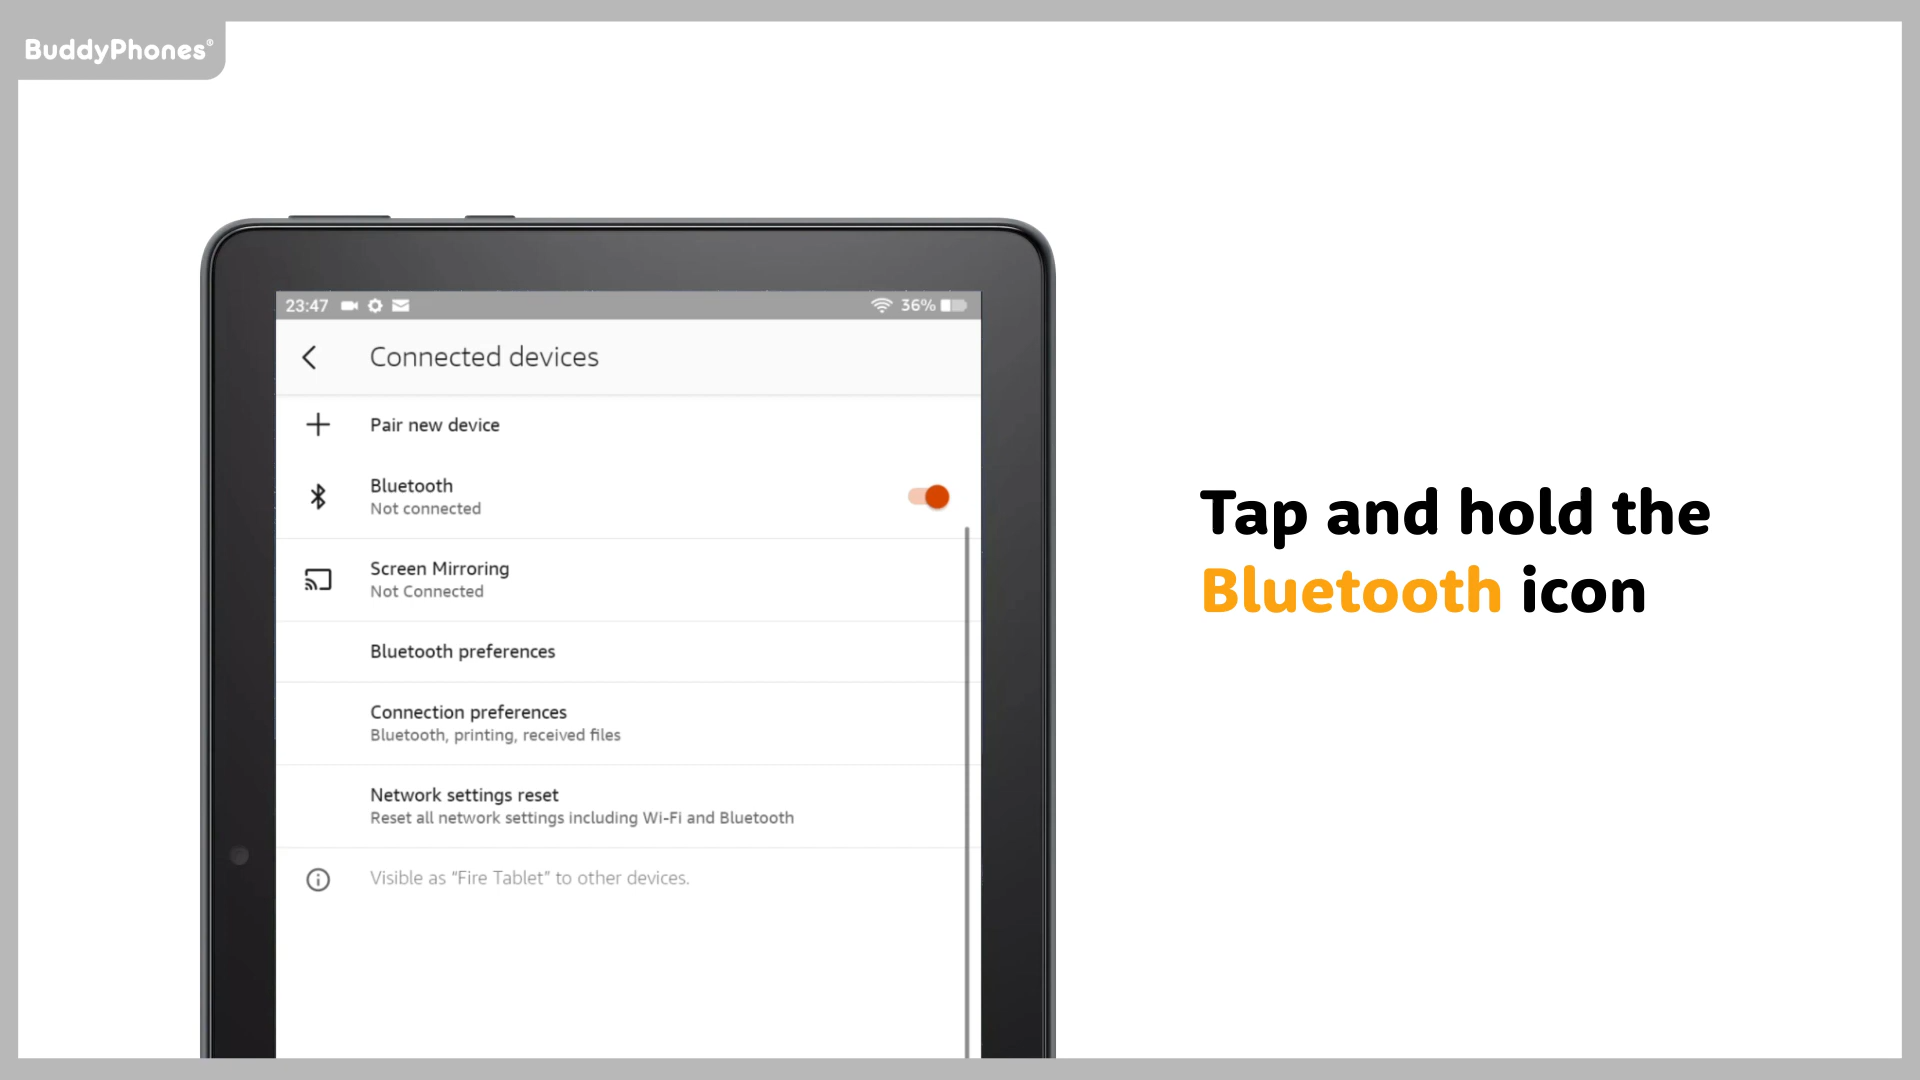 BuddyPhones®
23:47
36%
Connected devices
Pair new device
Bluetooth
Not connected
Screen Mirroring
Not Connected
Bluetooth preferences
Connection preferences
Bluetooth, printing, received files
Network settings reset
Reset all network settings including Wi-Fi and Bluetooth
Visible as “Fire Tablet” to other devices.
Tap and hold the
Bluetooth icon